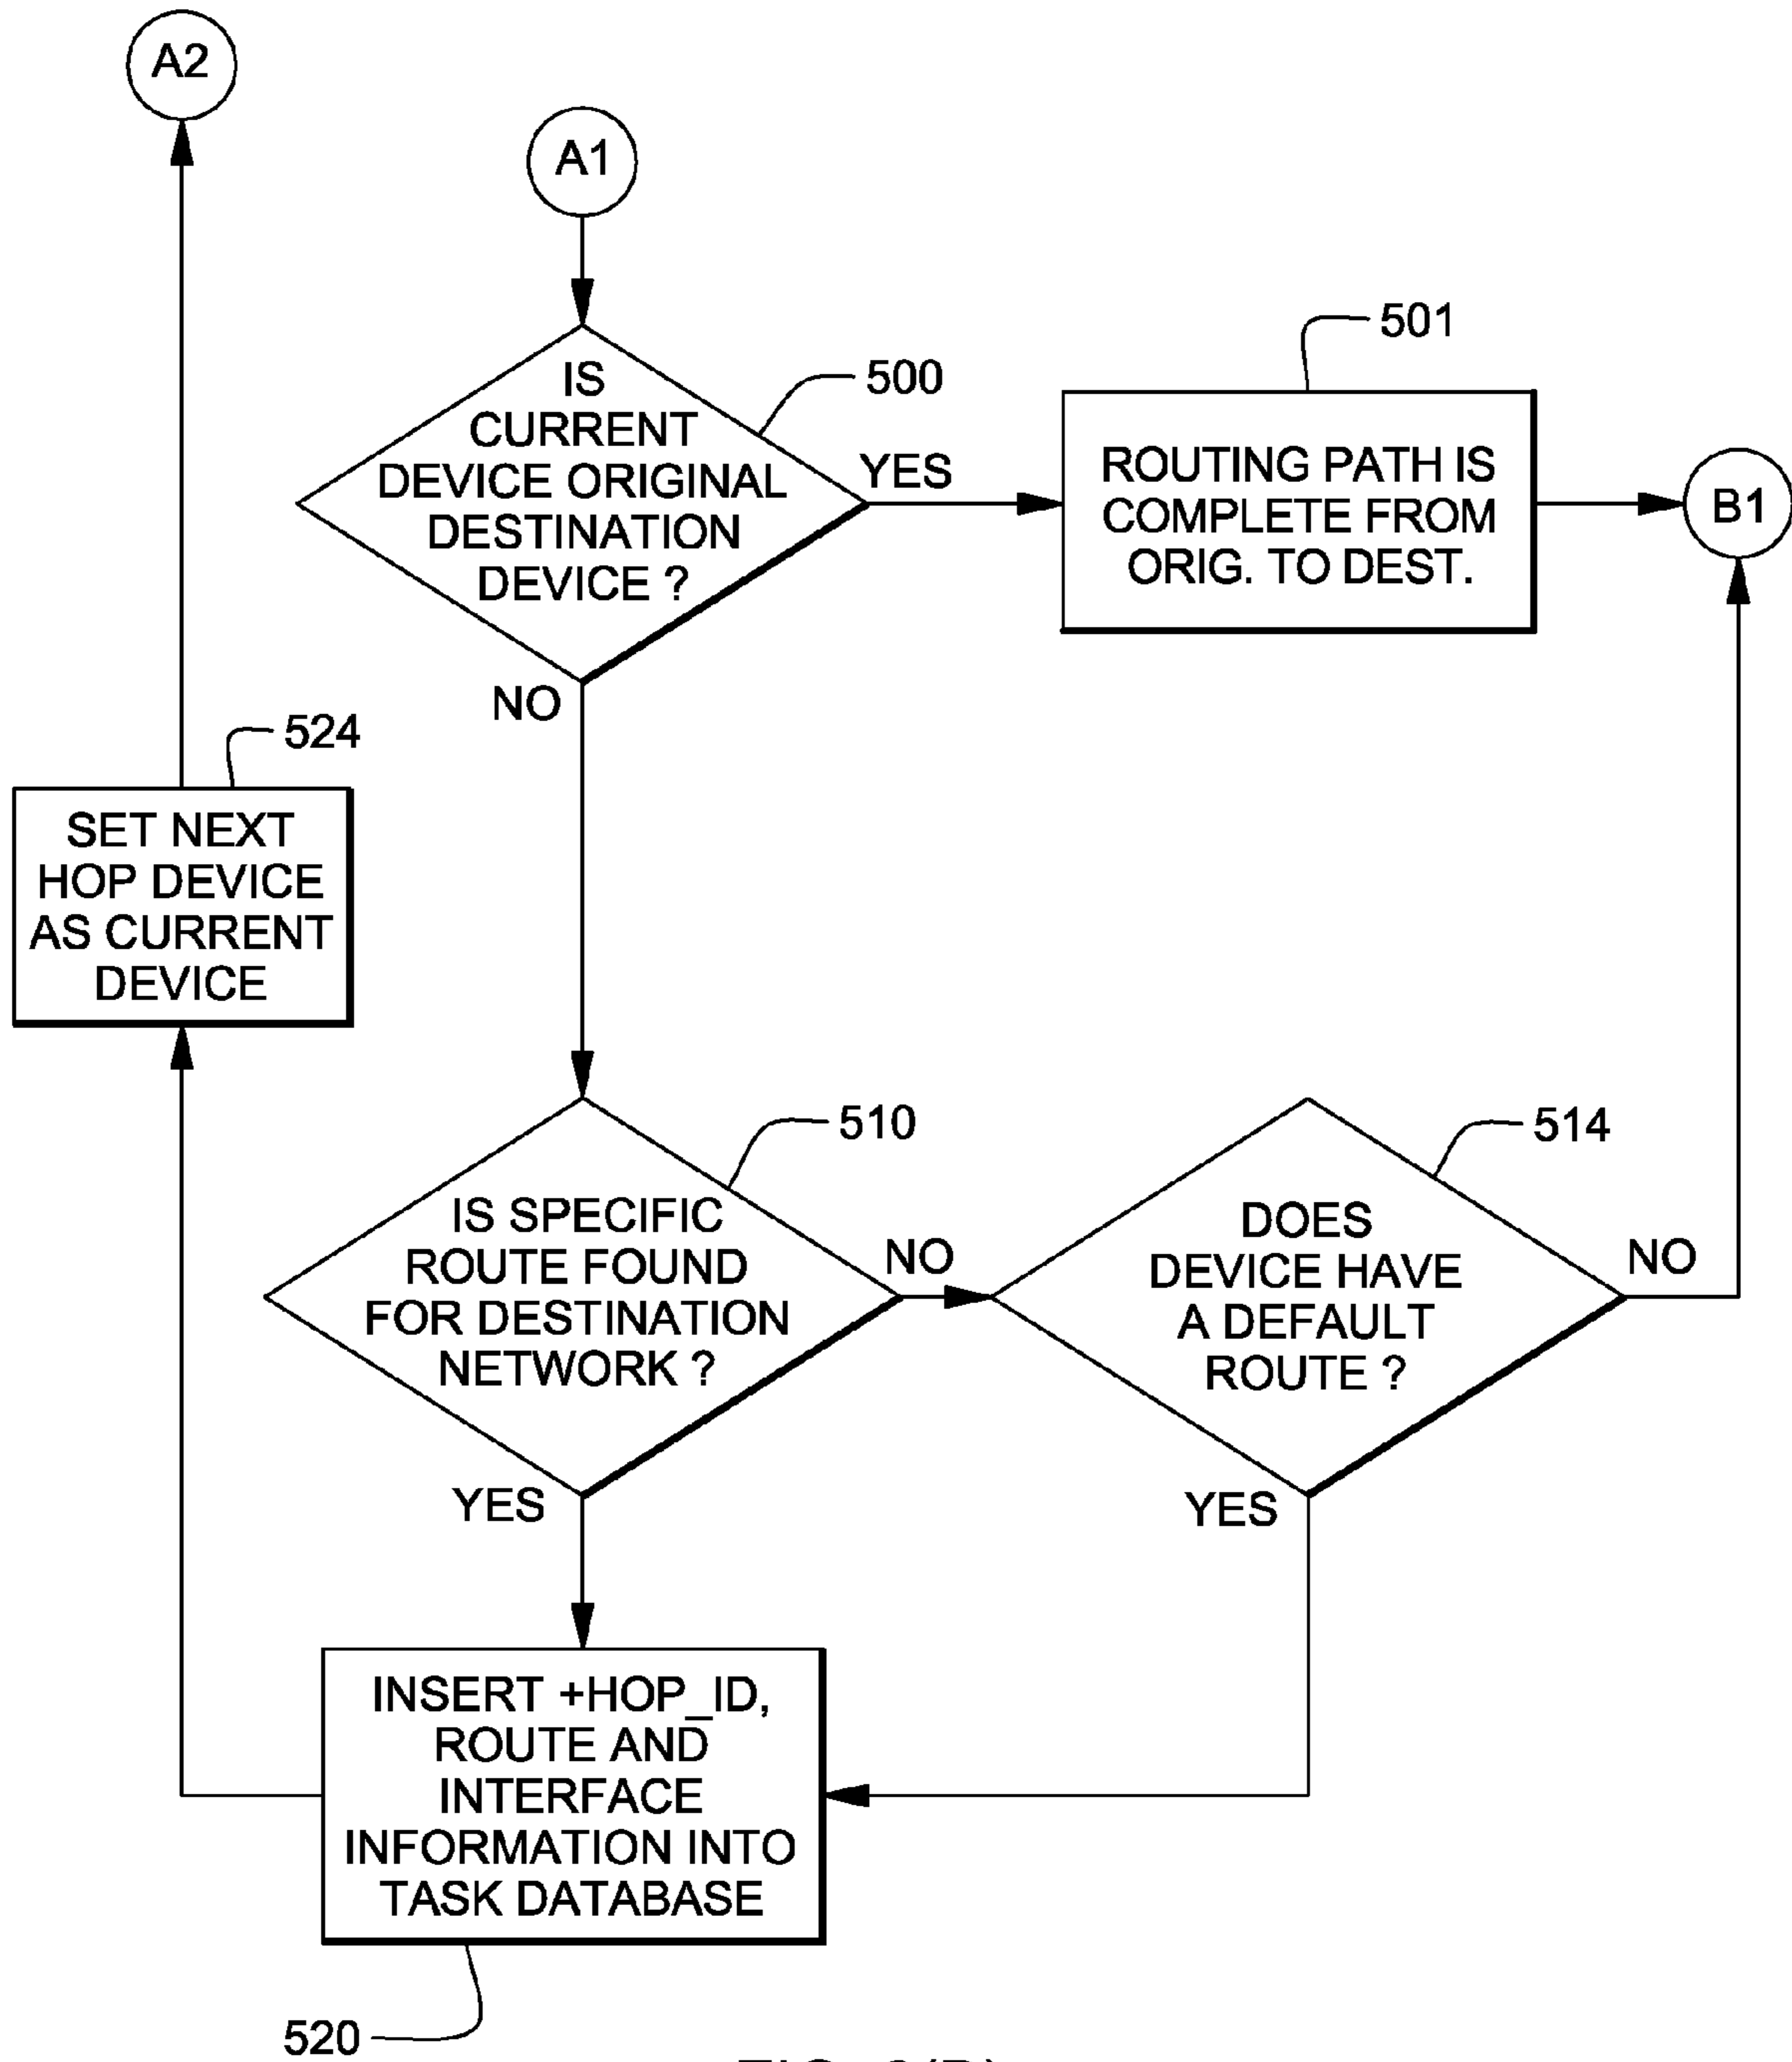 A2
A1
501
IS
CURRENT
DEVICE ORIGINAL
DESTINATION
DEVICE ?
500
YES
ROUTING PATH IS
COMPLETE FROM
ORIG. TO DEST.
B1
NO
524
SET NEXT
HOP DEVICE
AS CURRENT
DEVICE
510
514
IS SPECIFIC
ROUTE FOUND
FOR DESTINATION
NETWORK ?
NO
DOES
DEVICE HAVE
A DEFAULT
ROUTE ?
NO
YES
YES
INSERT +HOP_ID,
ROUTE AND
INTERFACE
INFORMATION INTO
TASK DATABASE
520